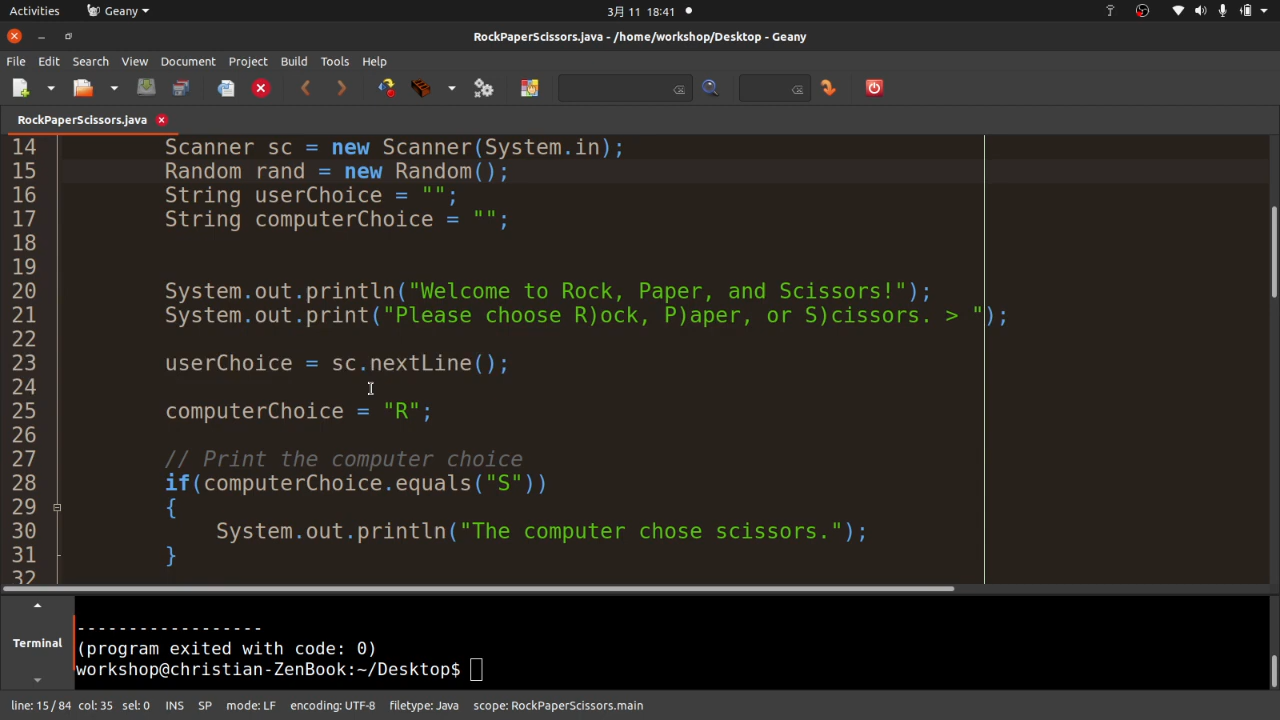 Activities Geany 3月 11 18:41
RockPaperScissors.java - /home/workshop/Desktop - Geany
File Edit Search View Document Project Build Tools Help
RockPaperScissors.java
14 Scanner sc = new Scanner(System.in);
15 Random rand = new Random();
16 String userChoice = "";
17 String computerChoice = "";
18
19
20 System.out.println("Welcome to Rock, Paper, and Scissors!");
21 System.out.print("Please choose R)ock, P)aper, or S)cissors. > ");
22
23 userChoice = sc.nextLine();
24
25 computerChoice = "R";
26
27 // Print the computer choice
28 if(computerChoice.equals("S"))
29 {
30 System.out.println("The computer chose scissors.");
31 }
32
Terminal
------------------
(program exited with code: 0)
workshop@christian-ZenBook:~/Desktop$
line: 15 / 84 col: 35 sel: 0 INS SP mode: LF encoding: UTF-8 filetype: Java scope: RockPaperScissors.main